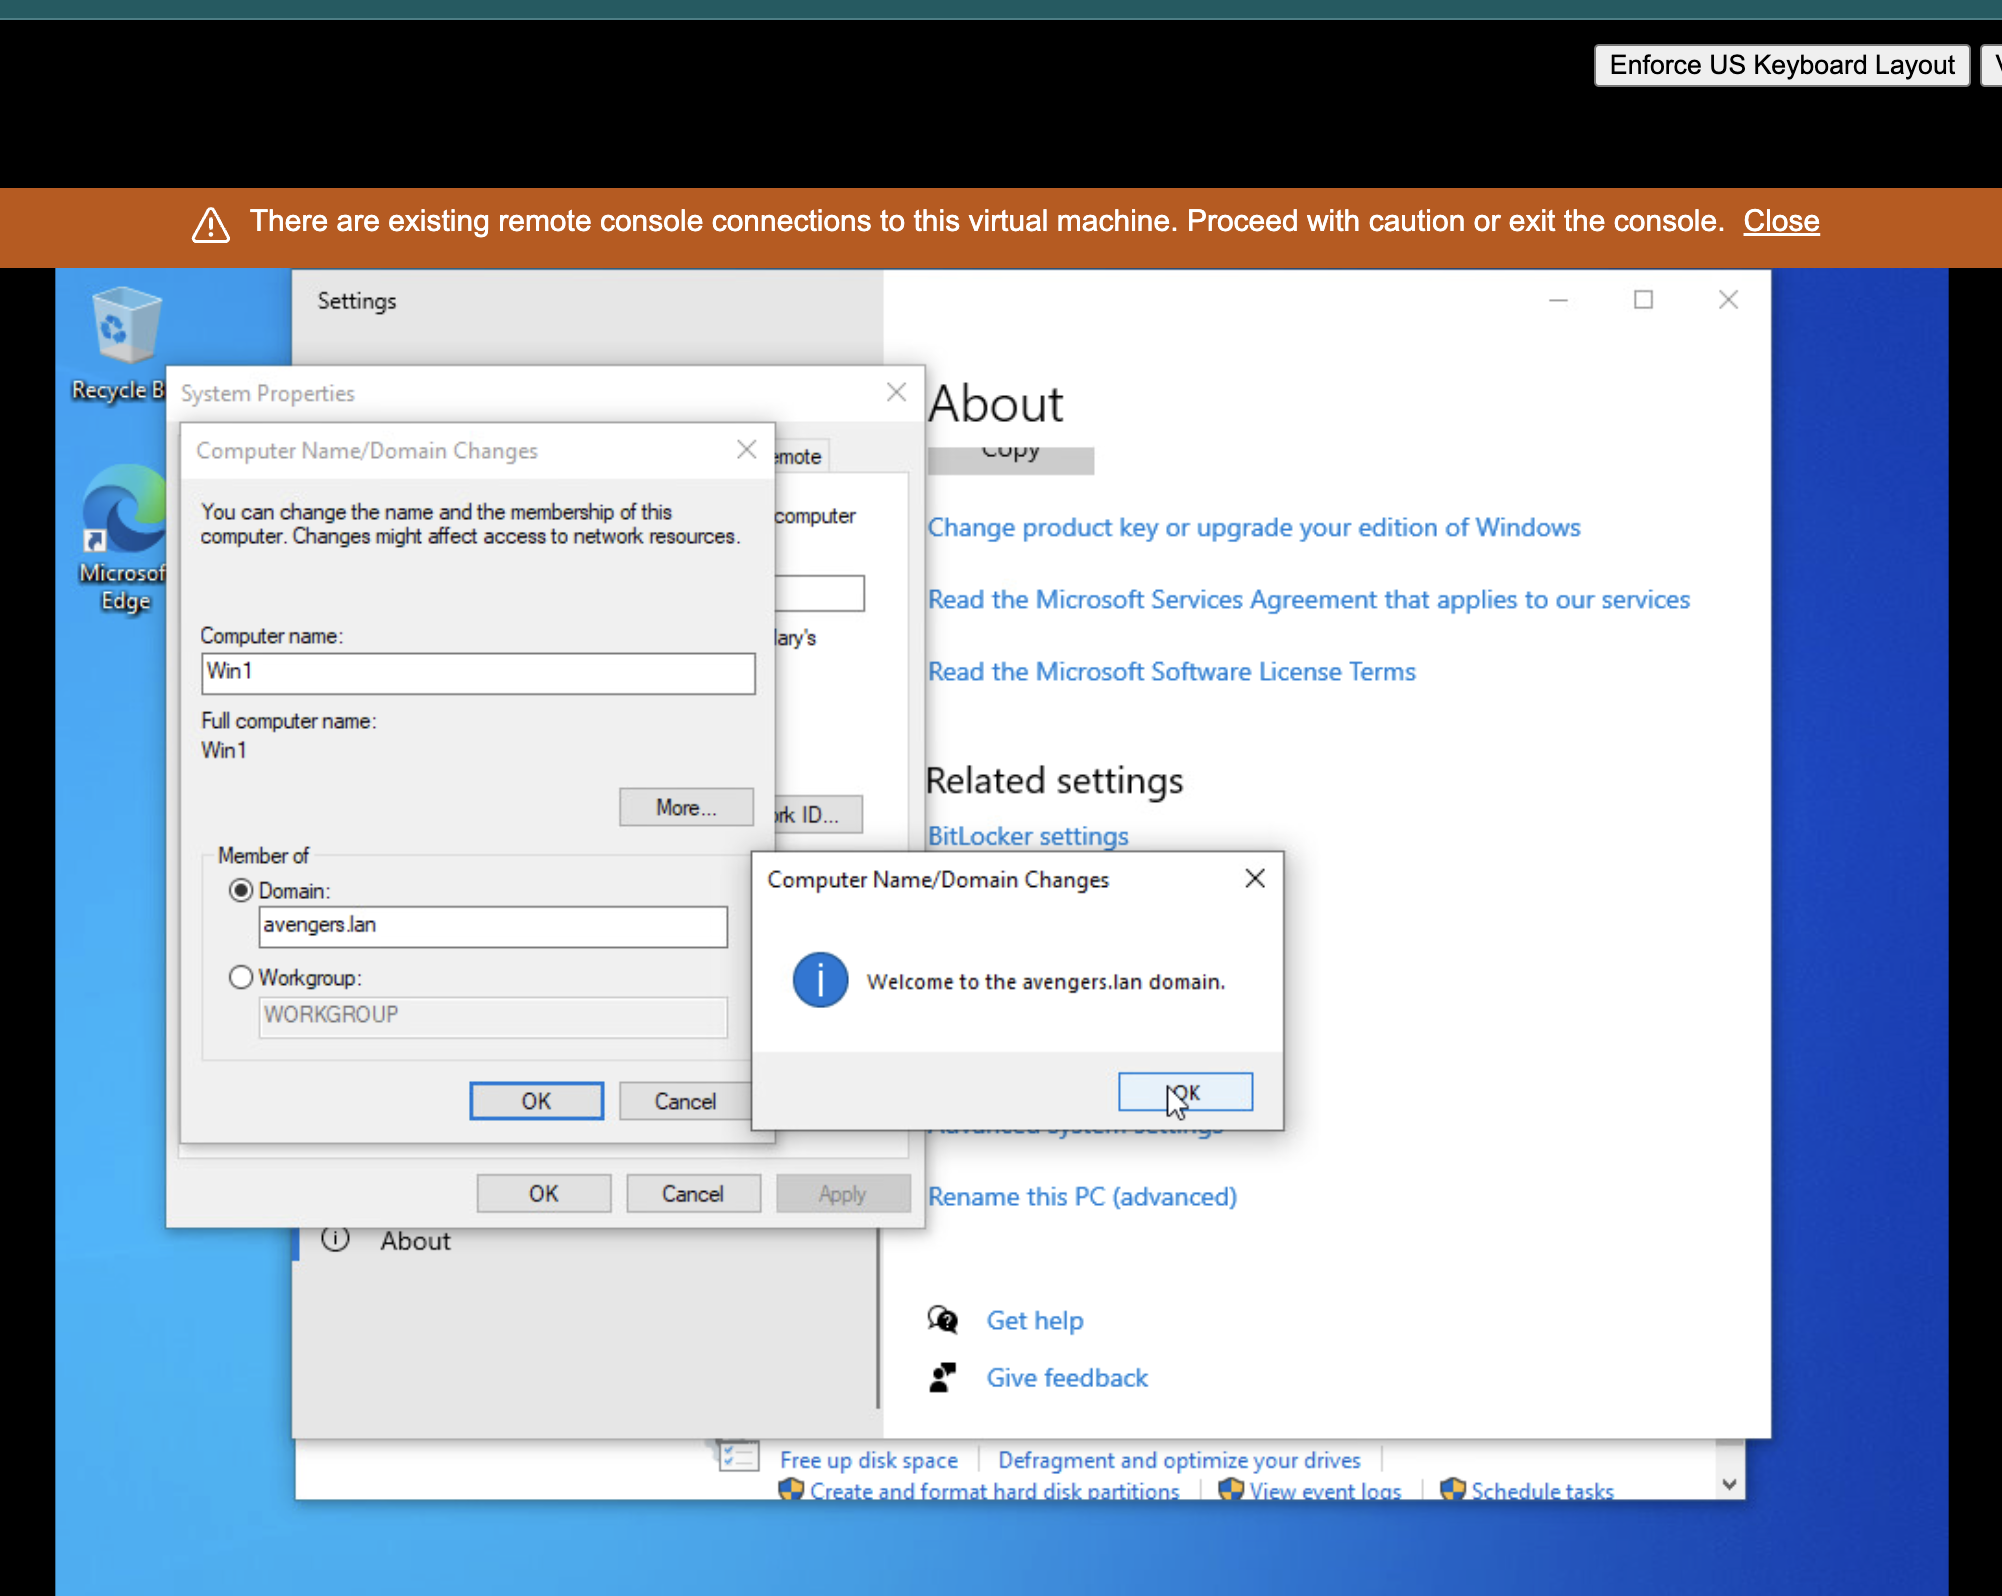 Enforce US Keyboard Layout
There are existing remote console connections to this virtual machine. Proceed with caution or exit the console. Close
Recycle B
Microsof
Edge
Settings
System Properties
Computer Name/Domain Changes
emote
You can change the name and the membership of this
computer. Changes might affect access to network resources.
computer
Computer name:
lary's
Win1
Full computer name:
Win1
More...
rk ID...
Member of
Domain:
avengers.lan
Workgroup:
WORKGROUP
OK
Cancel
OK
Cancel
Apply
About
About
Copy
Change product key or upgrade your edition of Windows
Read the Microsoft Services Agreement that applies to our services
Read the Microsoft Software License Terms
Related settings
BitLocker settings
Computer Name/Domain Changes
Welcome to the avengers.lan domain.
OK
Advanced system settings
Rename this PC (advanced)
Get help
Give feedback
Free up disk space
Defragment and optimize your drives
Create and format hard disk partitions
View event logs
Schedule tasks